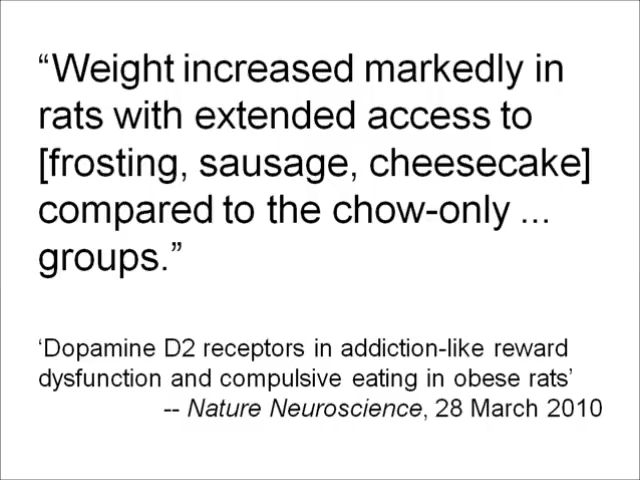 “Weight increased markedly in
rats with extended access to
[frosting, sausage, cheesecake]
compared to the chow-only ...
groups.”
‘Dopamine D2 receptors in addiction-like reward
dysfunction and compulsive eating in obese rats’
-- Nature Neuroscience, 28 March 2010